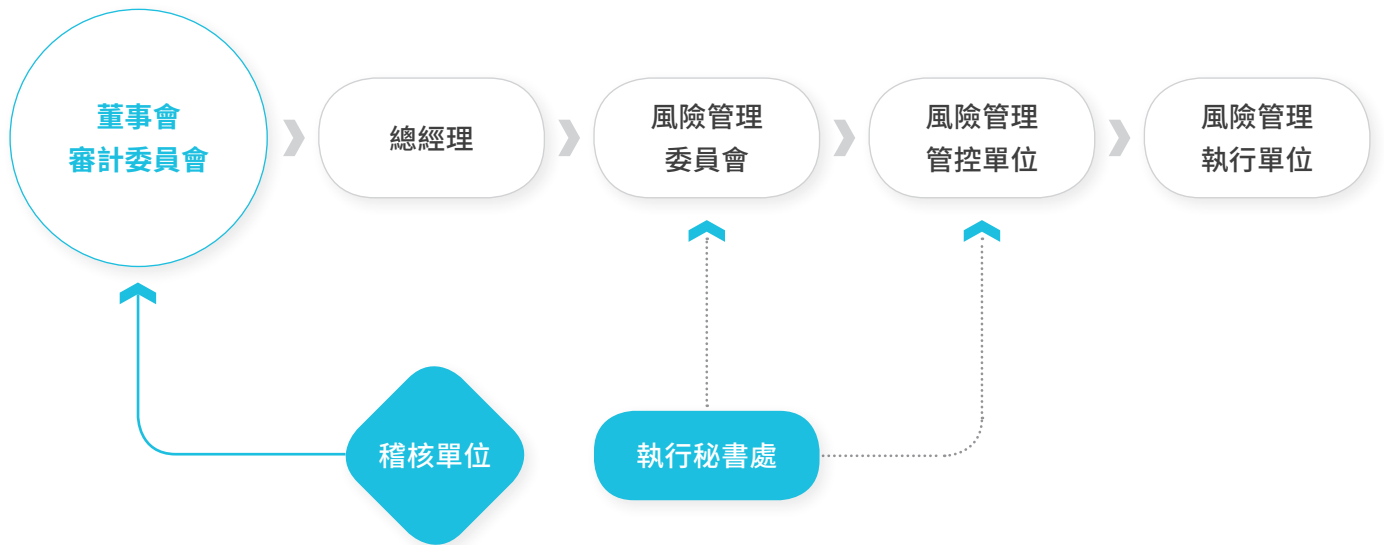 董事會
審計委員會
總經理
風險管理
委員會
風險管理
管控單位
風險管理
執行單位
稽核單位
執行秘書處